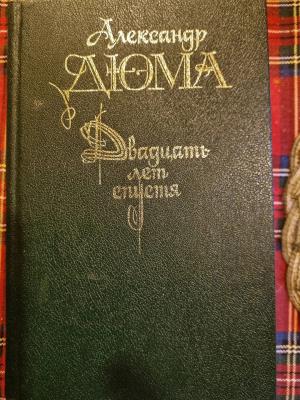 Александр
ДЮМА
Двадцать
лет
спустя